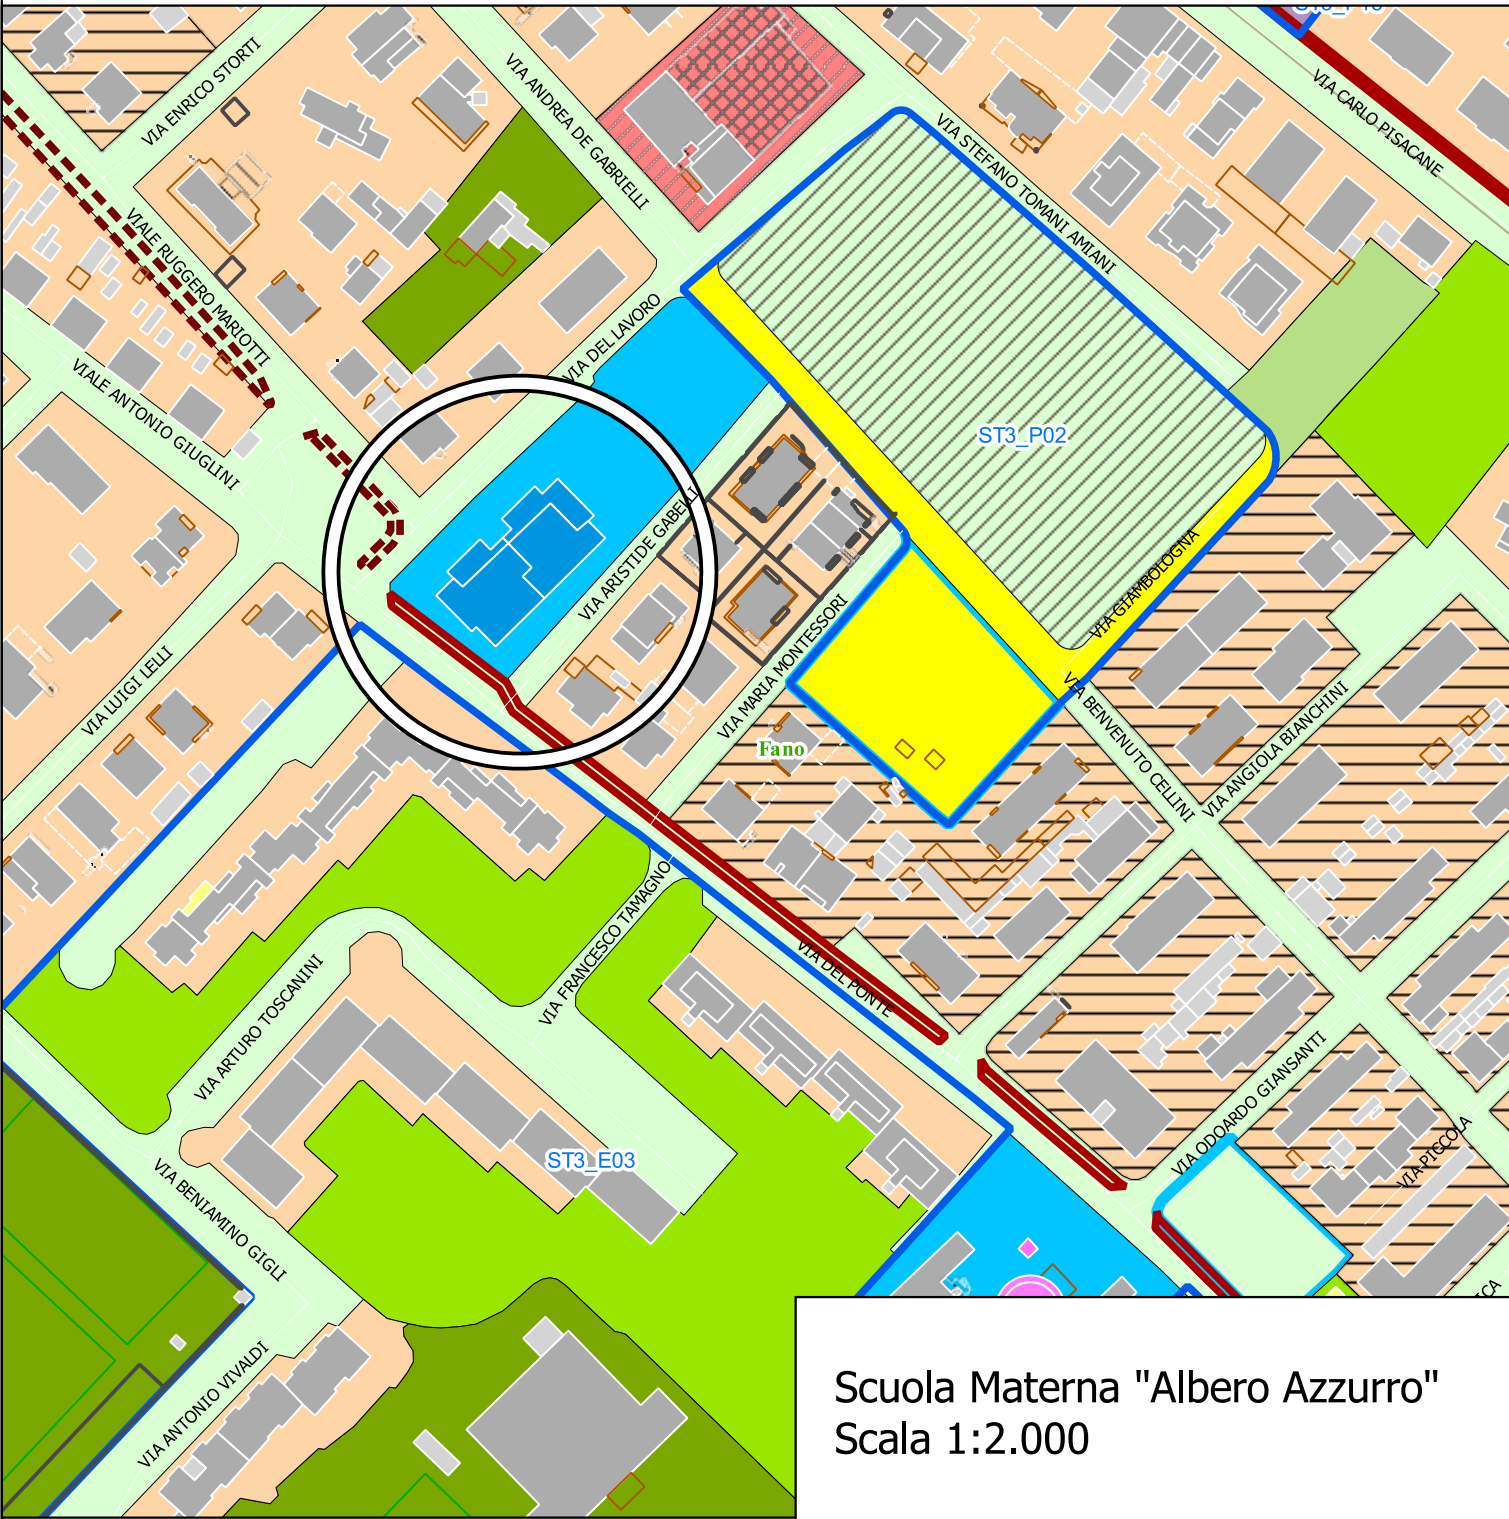 VIA ENRICO STORTI
VIA ANDREA DE GABRIELLI
VIA CARLO PISACANE
VIA STEFANO TOMANI AMIANI
VIALE RUGGERO MARIOTTI
VIA DEL LAVORO
VIALE ANTONIO GIUGLINI
ST3_P02
VIA ARISTIDE GABELLI
VIA GIAMBOLOGNA
VIA MARIA MONTESSORI
VIA LUIGI LELLI
VIA BENVENUTO CELLINI
VIA ANGIOLA BIANCHINI
Fano
VIA FRANCESCO TAMAGNO
VIA DEL PONTE
VIA ARTURO TOSCANINI
VIA ODOARDO GIANSANTI
VIA PICCOLA
ST3_E03
VIA BENIAMINO GIGLI
VIA ANTONIO VIVALDI
Scuola Materna "Albero Azzurro"
Scala 1:2.000